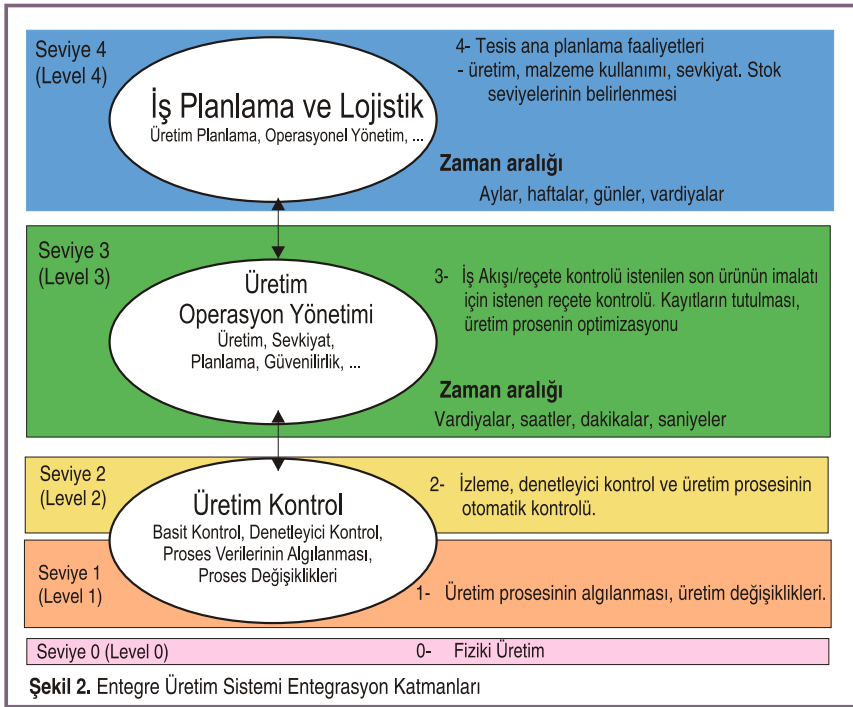 Seviye 4
(Level 4)
İş Planlama ve Lojistik
Üretim Planlama, Operasyonel Yönetim, ...
4- Tesis ana planlama faaliyetleri
- üretim, malzeme kullanımı, sevkiyat. Stok
seviyelerinin belirlenmesi
Zaman aralığı
Aylar, haftalar, günler, vardiyalar
Seviye 3
(Level 3)
Üretim
Operasyon Yönetimi
Üretim, Sevkiyat,
Planlama, Güvenilirlik, ...
3- İş Akışı/reçete kontrolü istenilen son ürünün imalatı
için istenen reçete kontrolü. Kayıtların tutulması,
üretim prosenin optimizasyonu
Zaman aralığı
Vardiyalar, saatler, dakikalar, saniyeler
Seviye 2
(Level 2)
Üretim Kontrol
Basit Kontrol, Denetleyici Kontrol,
Proses Verilerinin Algılanması,
Proses Değişiklikleri
2- İzleme, denetleyici kontrol ve üretim prosesinin
otomatik kontrolü.
Seviye 1
(Level 1)
1- Üretim prosesinin algılanması, üretim değişiklikleri.
Seviye 0 (Level 0)
0- Fiziki Üretim
Şekil 2. Entegre Üretim Sistemi Entegrasyon Katmanları